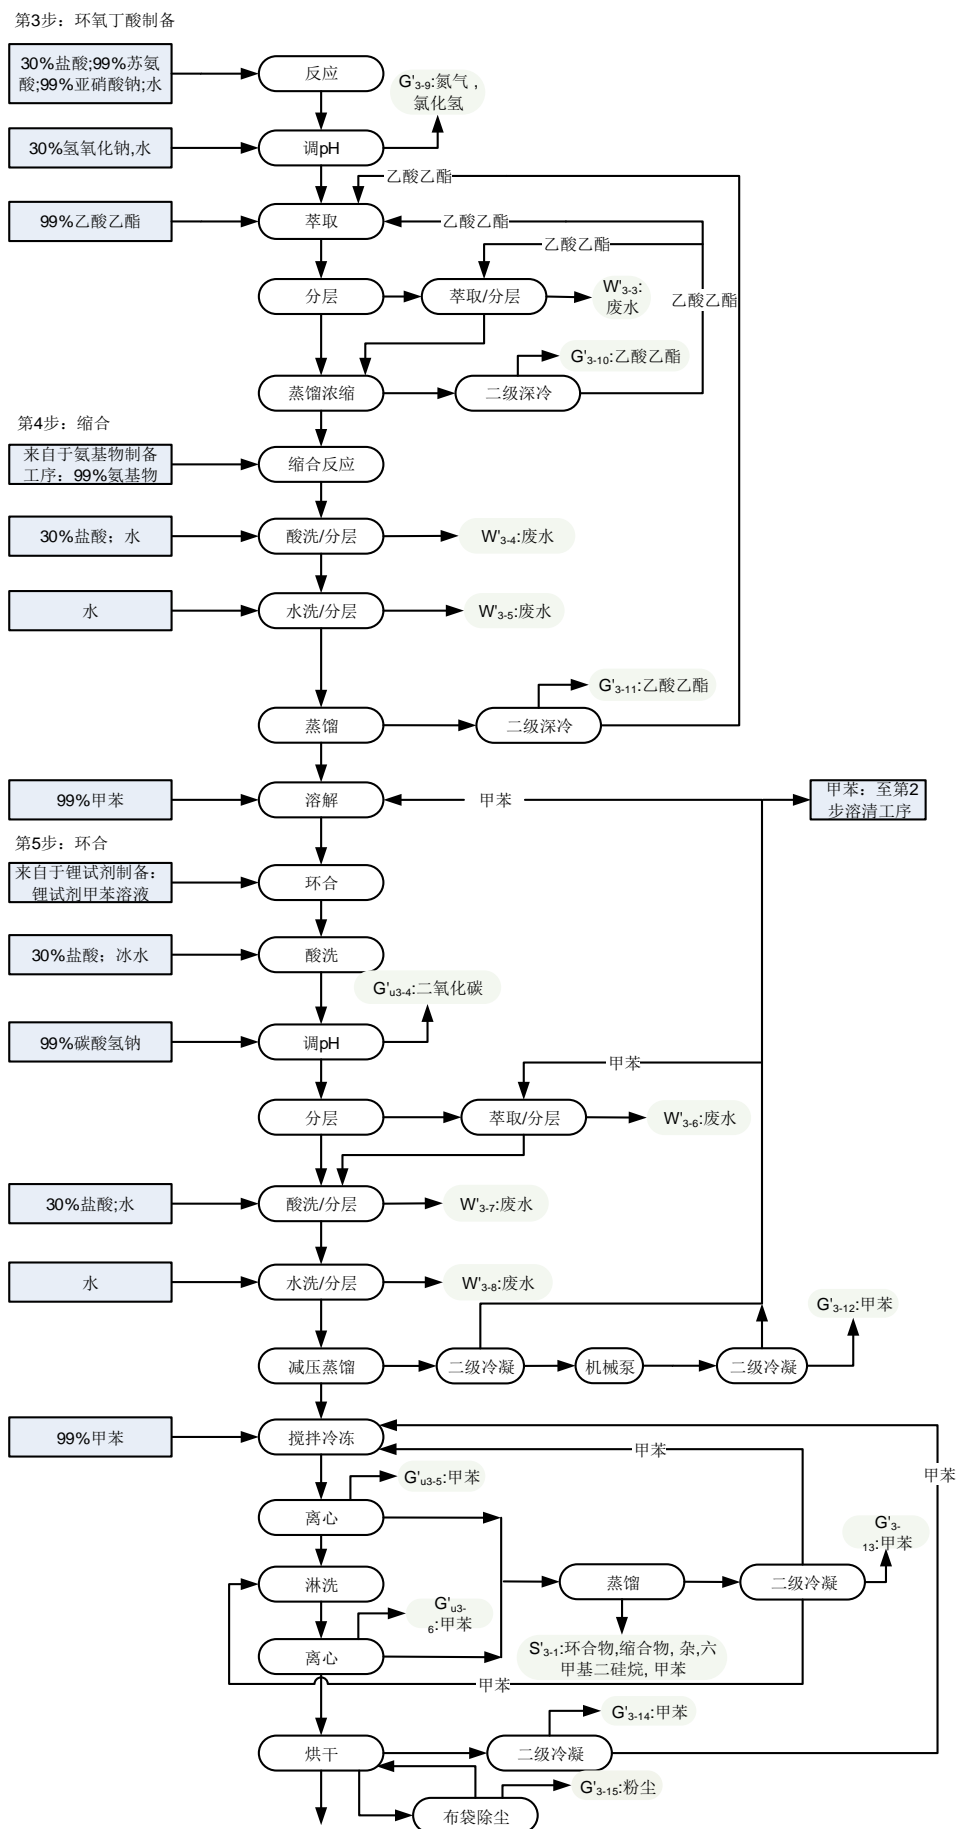 第3步：环氧丁酸制备
30%盐酸;99%苏氨
酸;99%亚硝酸钠;水
反应
G'3-9:氮气，
氯化氢
30%氢氧化钠,水
调pH
乙酸乙酯
99%乙酸乙酯
萃取
乙酸乙酯
乙酸乙酯
分层
萃取/分层
W'3-3:
废水
乙酸乙酯
G'3-10:乙酸乙酯
蒸馏浓缩
二级深冷
第4步：缩合
来自于氨基物制备
工序：99%氨基物
缩合反应
30%盐酸；水
酸洗/分层
W'3-4:废水
水
水洗/分层
W'3-5:废水
G'3-11:乙酸乙酯
蒸馏
二级深冷
99%甲苯
溶解
甲苯
甲苯：至第2
步溶清工序
第5步：环合
来自于锂试剂制备：
锂试剂甲苯溶液
环合
30%盐酸；冰水
酸洗
G'u3-4:二氧化碳
99%碳酸氢钠
调pH
甲苯
分层
萃取/分层
W'3-6:废水
30%盐酸;水
酸洗/分层
W'3-7:废水
水
水洗/分层
W'3-8:废水
G'3-12:甲苯
减压蒸馏
二级冷凝
机械泵
二级冷凝
99%甲苯
搅拌冷冻
甲苯
甲苯
G'u3-5:甲苯
离心
G'3-
13:甲苯
淋洗
蒸馏
二级冷凝
G'u3-
6:甲苯
离心
S'3-1:环合物,缩合物, 杂,六
甲基二硅烷, 甲苯
甲苯
G'3-14:甲苯
烘干
二级冷凝
G'3-15:粉尘
布袋除尘